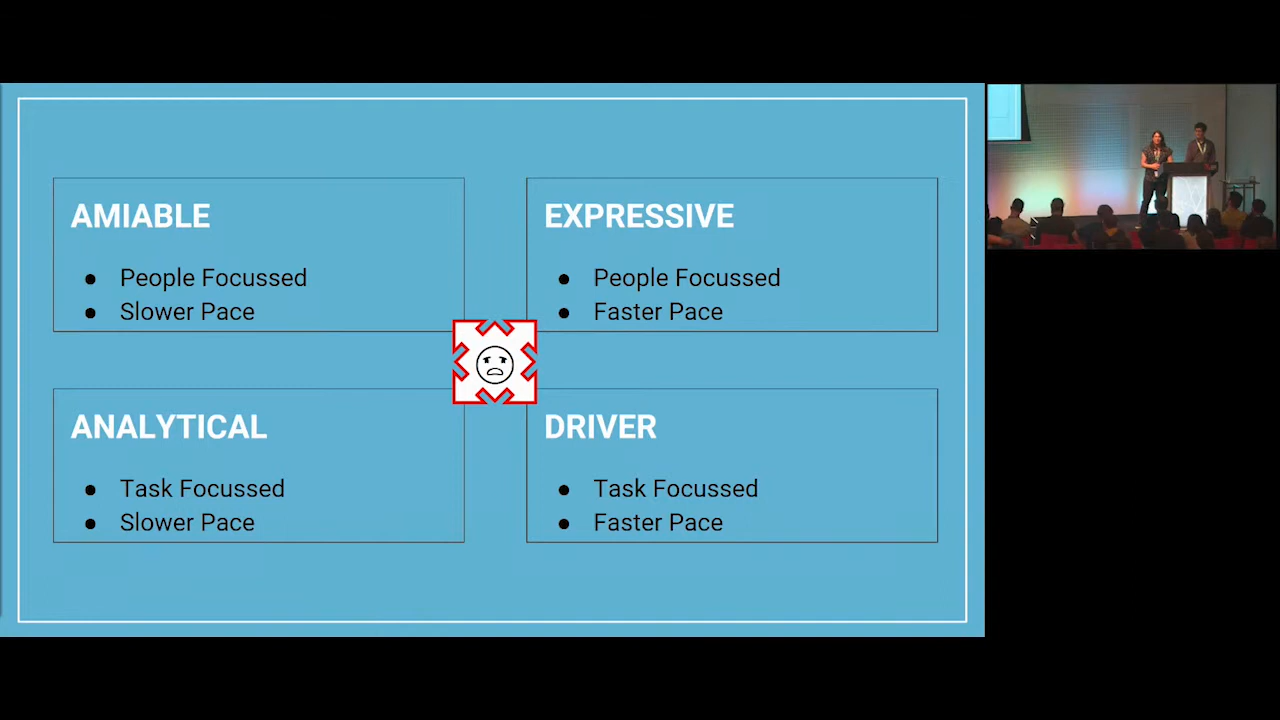 AMIABLE
● People Focussed
● Slower Pace
EXPRESSIVE
● People Focussed
● Faster Pace
ANALYTICAL
● Task Focussed
● Slower Pace
DRIVER
● Task Focussed
● Faster Pace